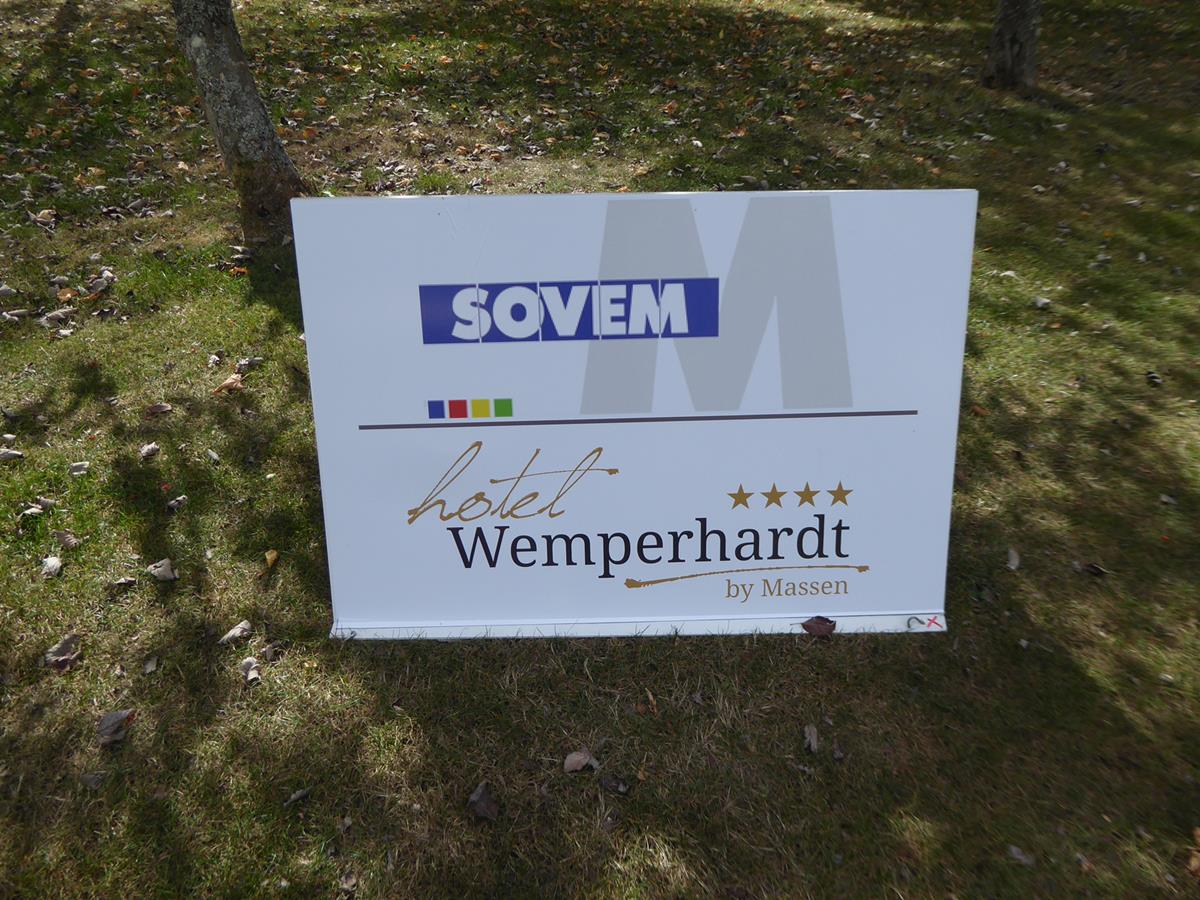 M
SOVEM
hotel
Wemperhardt
by Massen